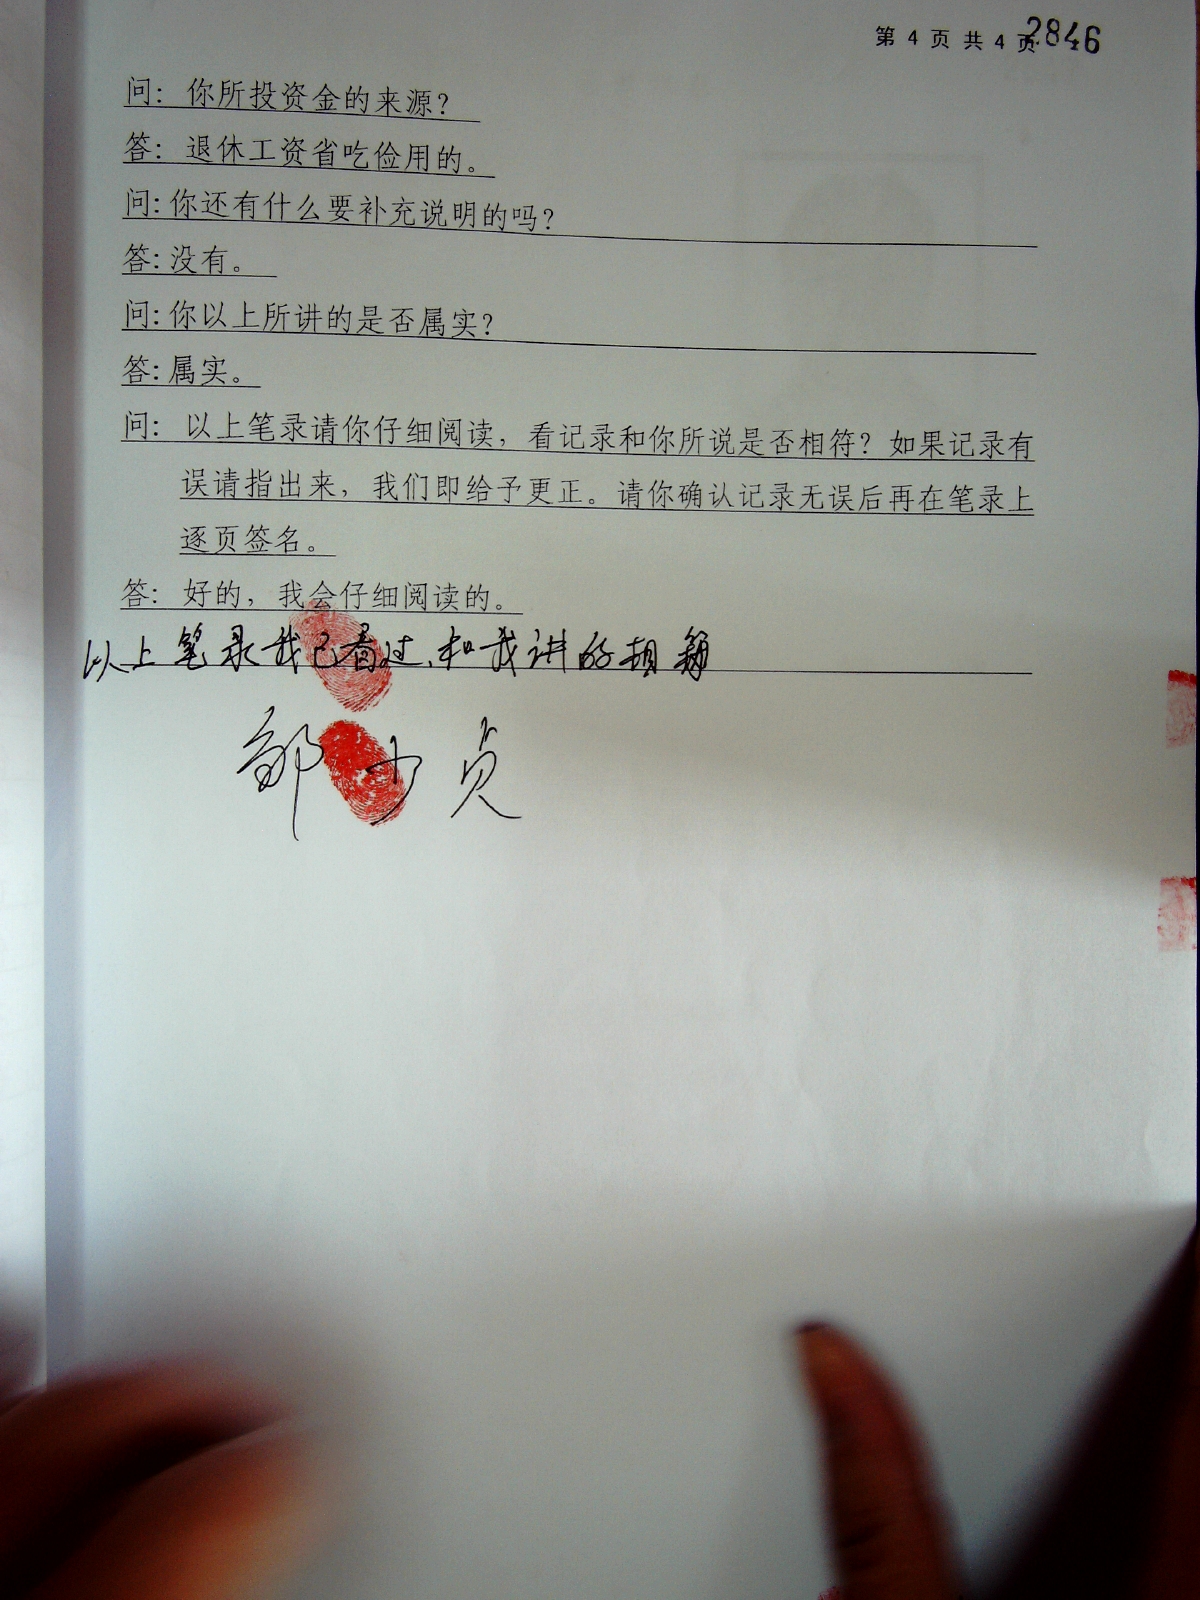 第 4 页 共 4 页 2846
问： 你所投资金的来源？
答： 退休工资省吃俭用的。
问：你还有什么要补充说明的吗？
答：没有。
问：你以上所讲的是否属实？
答：属实。
问： 以上笔录请你仔细阅读，看记录和你所说是否相符？如果记录有
误请指出来，我们即给予更正。请你确认记录无误后再在笔录上
逐页签名。
答： 好的，我会仔细阅读的。
以上笔录我已看过、和我讲的相
少贞